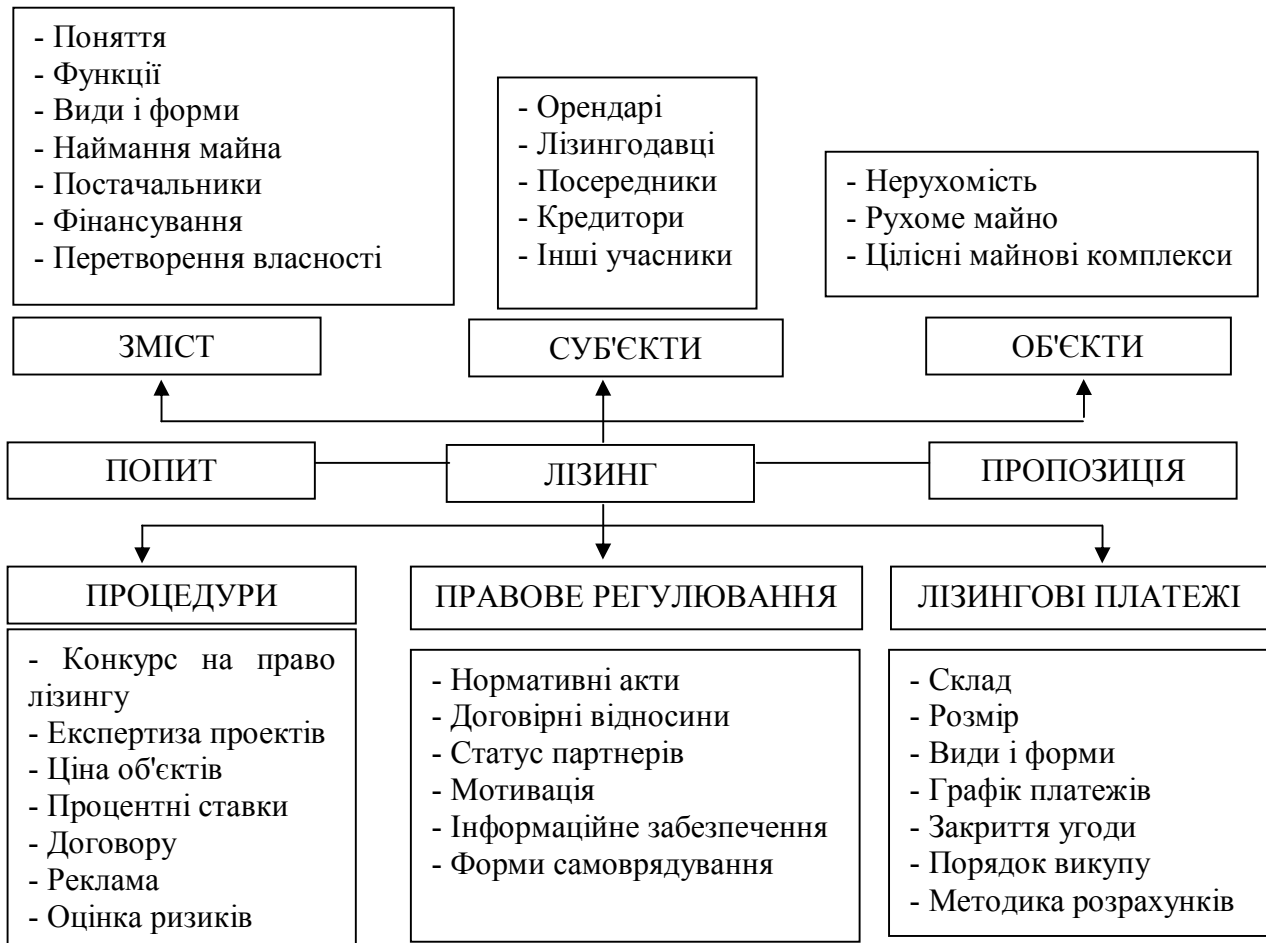 - Поняття
- Функції
- Види і форми
- Наймання майна
- Постачальники
- Фінансування
- Перетворення власності
- Орендарі
- Лізингодавці
- Посередники
- Кредитори
- Інші учасники
- Нерухомість
- Рухоме майно
- Цілісні майнові комплекси
ЗМІСТ
СУБ'ЄКТИ
ОБ'ЄКТИ
ПОПИТ
ЛІЗИНГ
ПРОПОЗИЦІЯ
ПРОЦЕДУРИ
ПРАВОВЕ РЕГУЛЮВАННЯ
ЛІЗИНГОВІ ПЛАТЕЖІ
- Конкурс на право
лізингу
- Експертиза проектів
- Ціна об'єктів
- Процентні ставки
- Договору
- Реклама
- Оцінка ризиків
- Нормативні акти
- Договірні відносини
- Статус партнерів
- Мотивація
- Інформаційне забезпечення
- Форми самоврядування
- Склад
- Розмір
- Види і форми
- Графік платежів
- Закриття угоди
- Порядок викупу
- Методика розрахунків